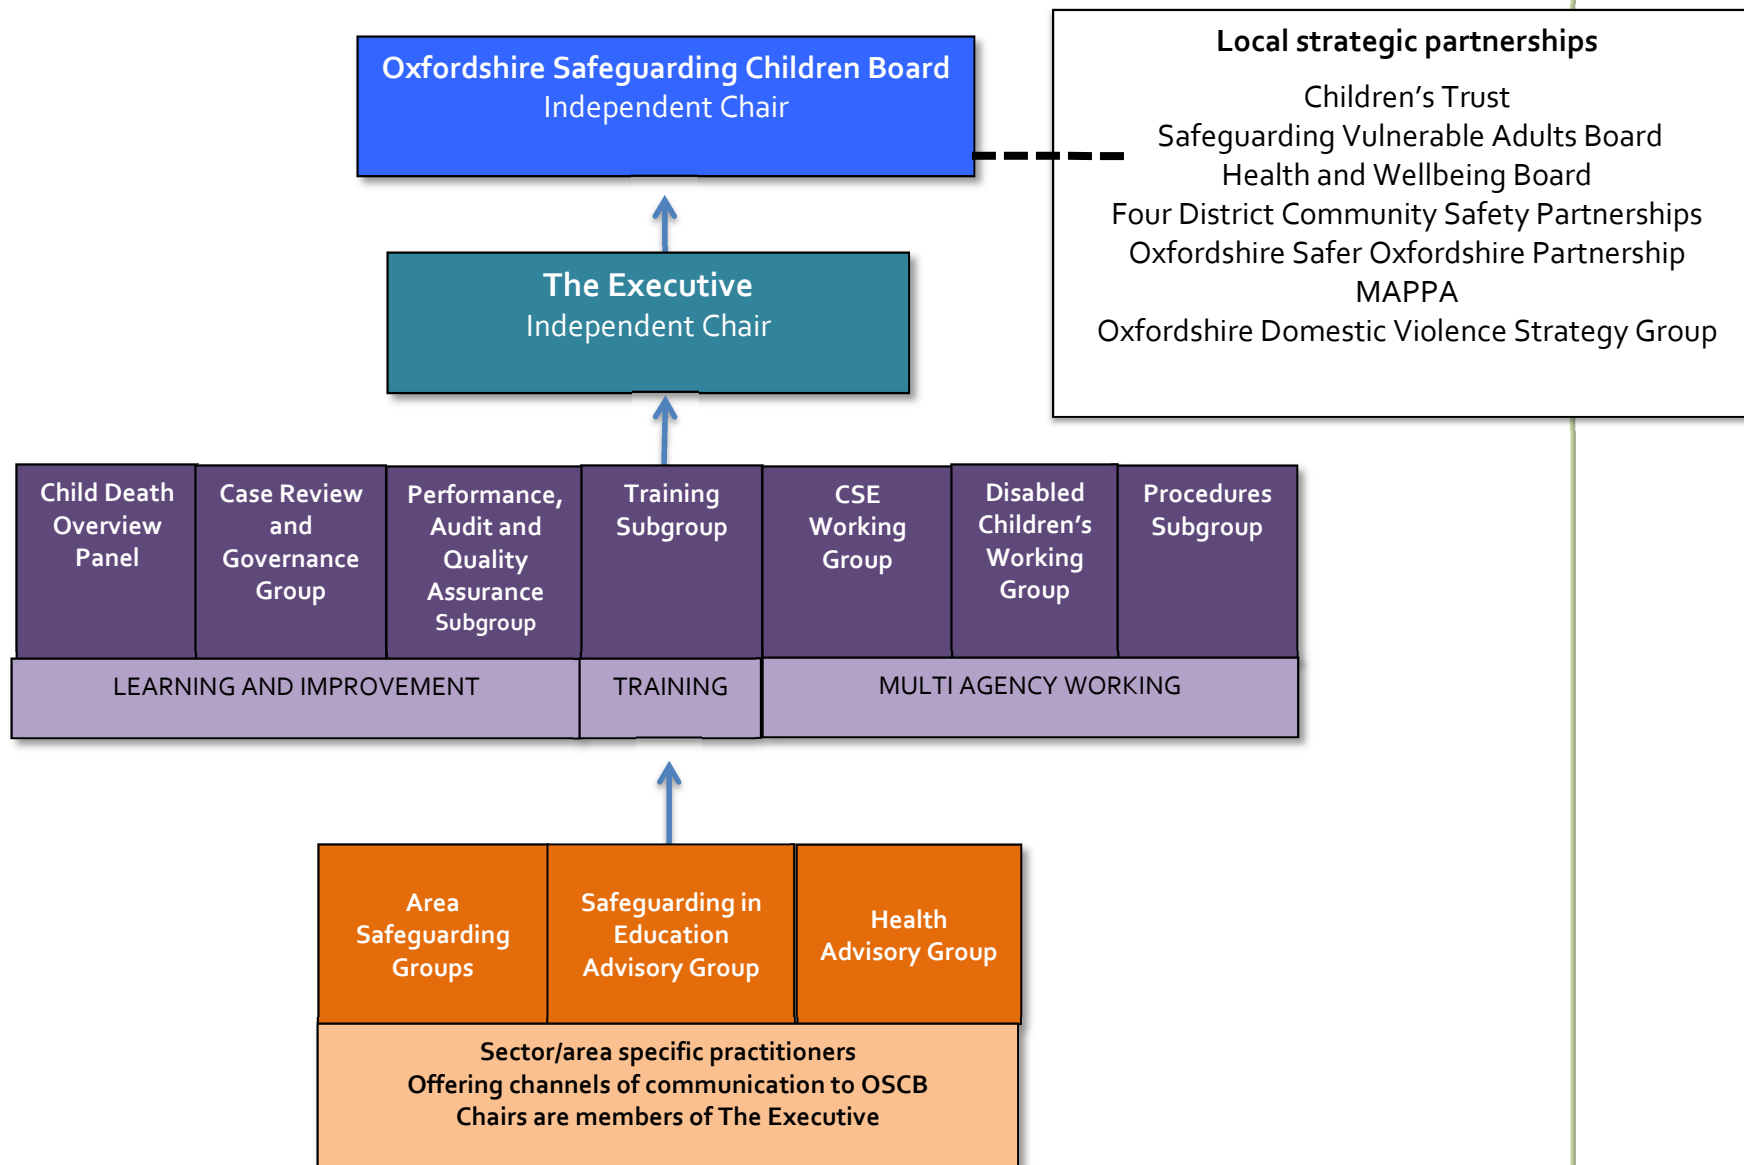 Oxfordshire Safeguarding Children Board
Independent Chair
Local strategic partnerships
Children’s Trust
Safeguarding Vulnerable Adults Board
Health and Wellbeing Board
Four District Community Safety Partnerships
Oxfordshire Safer Oxfordshire Partnership
MAPPA
Oxfordshire Domestic Violence Strategy Group
The Executive
Independent Chair
Child Death
Overview
Panel
Case Review
and
Governance
Group
Performance,
Audit and
Quality
Assurance
Subgroup
Training
Subgroup
CSE
Working
Group
Disabled
Children’s
Working
Group
Procedures
Subgroup
LEARNING AND IMPROVEMENT
TRAINING
MULTI AGENCY WORKING
Area
Safeguarding
Groups
Safeguarding in
Education
Advisory Group
Health
Advisory Group
Sector/area specific practitioners
Offering channels of communication to OSCB
Chairs are members of The Executive